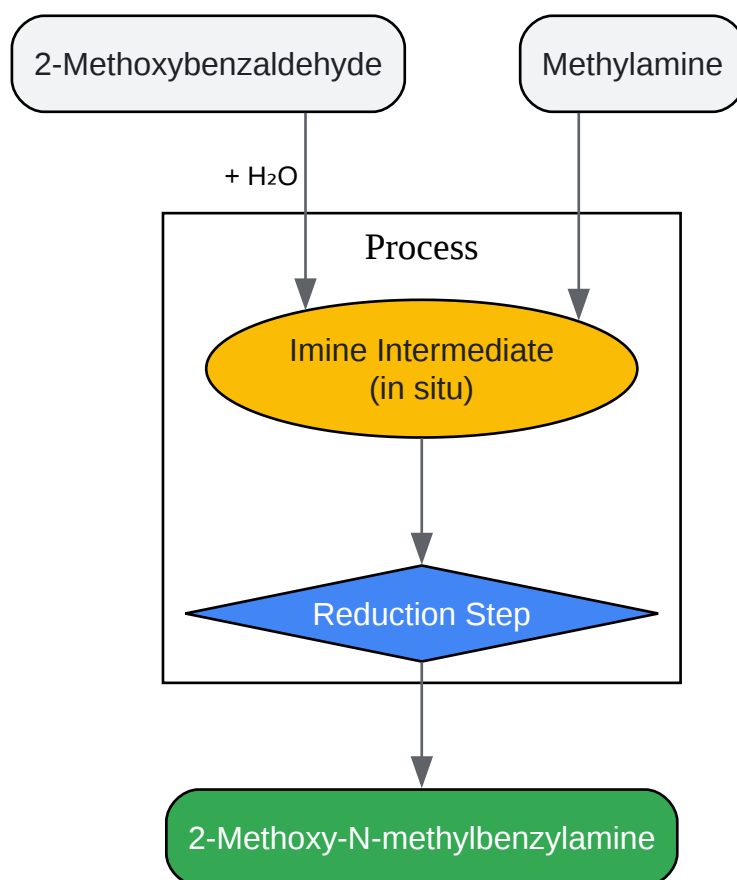 2-Methoxybenzaldehyde
Methylamine
+ H₂O
Process
Imine Intermediate
(in situ)
Reduction Step
2-Methoxy-N-methylbenzylamine